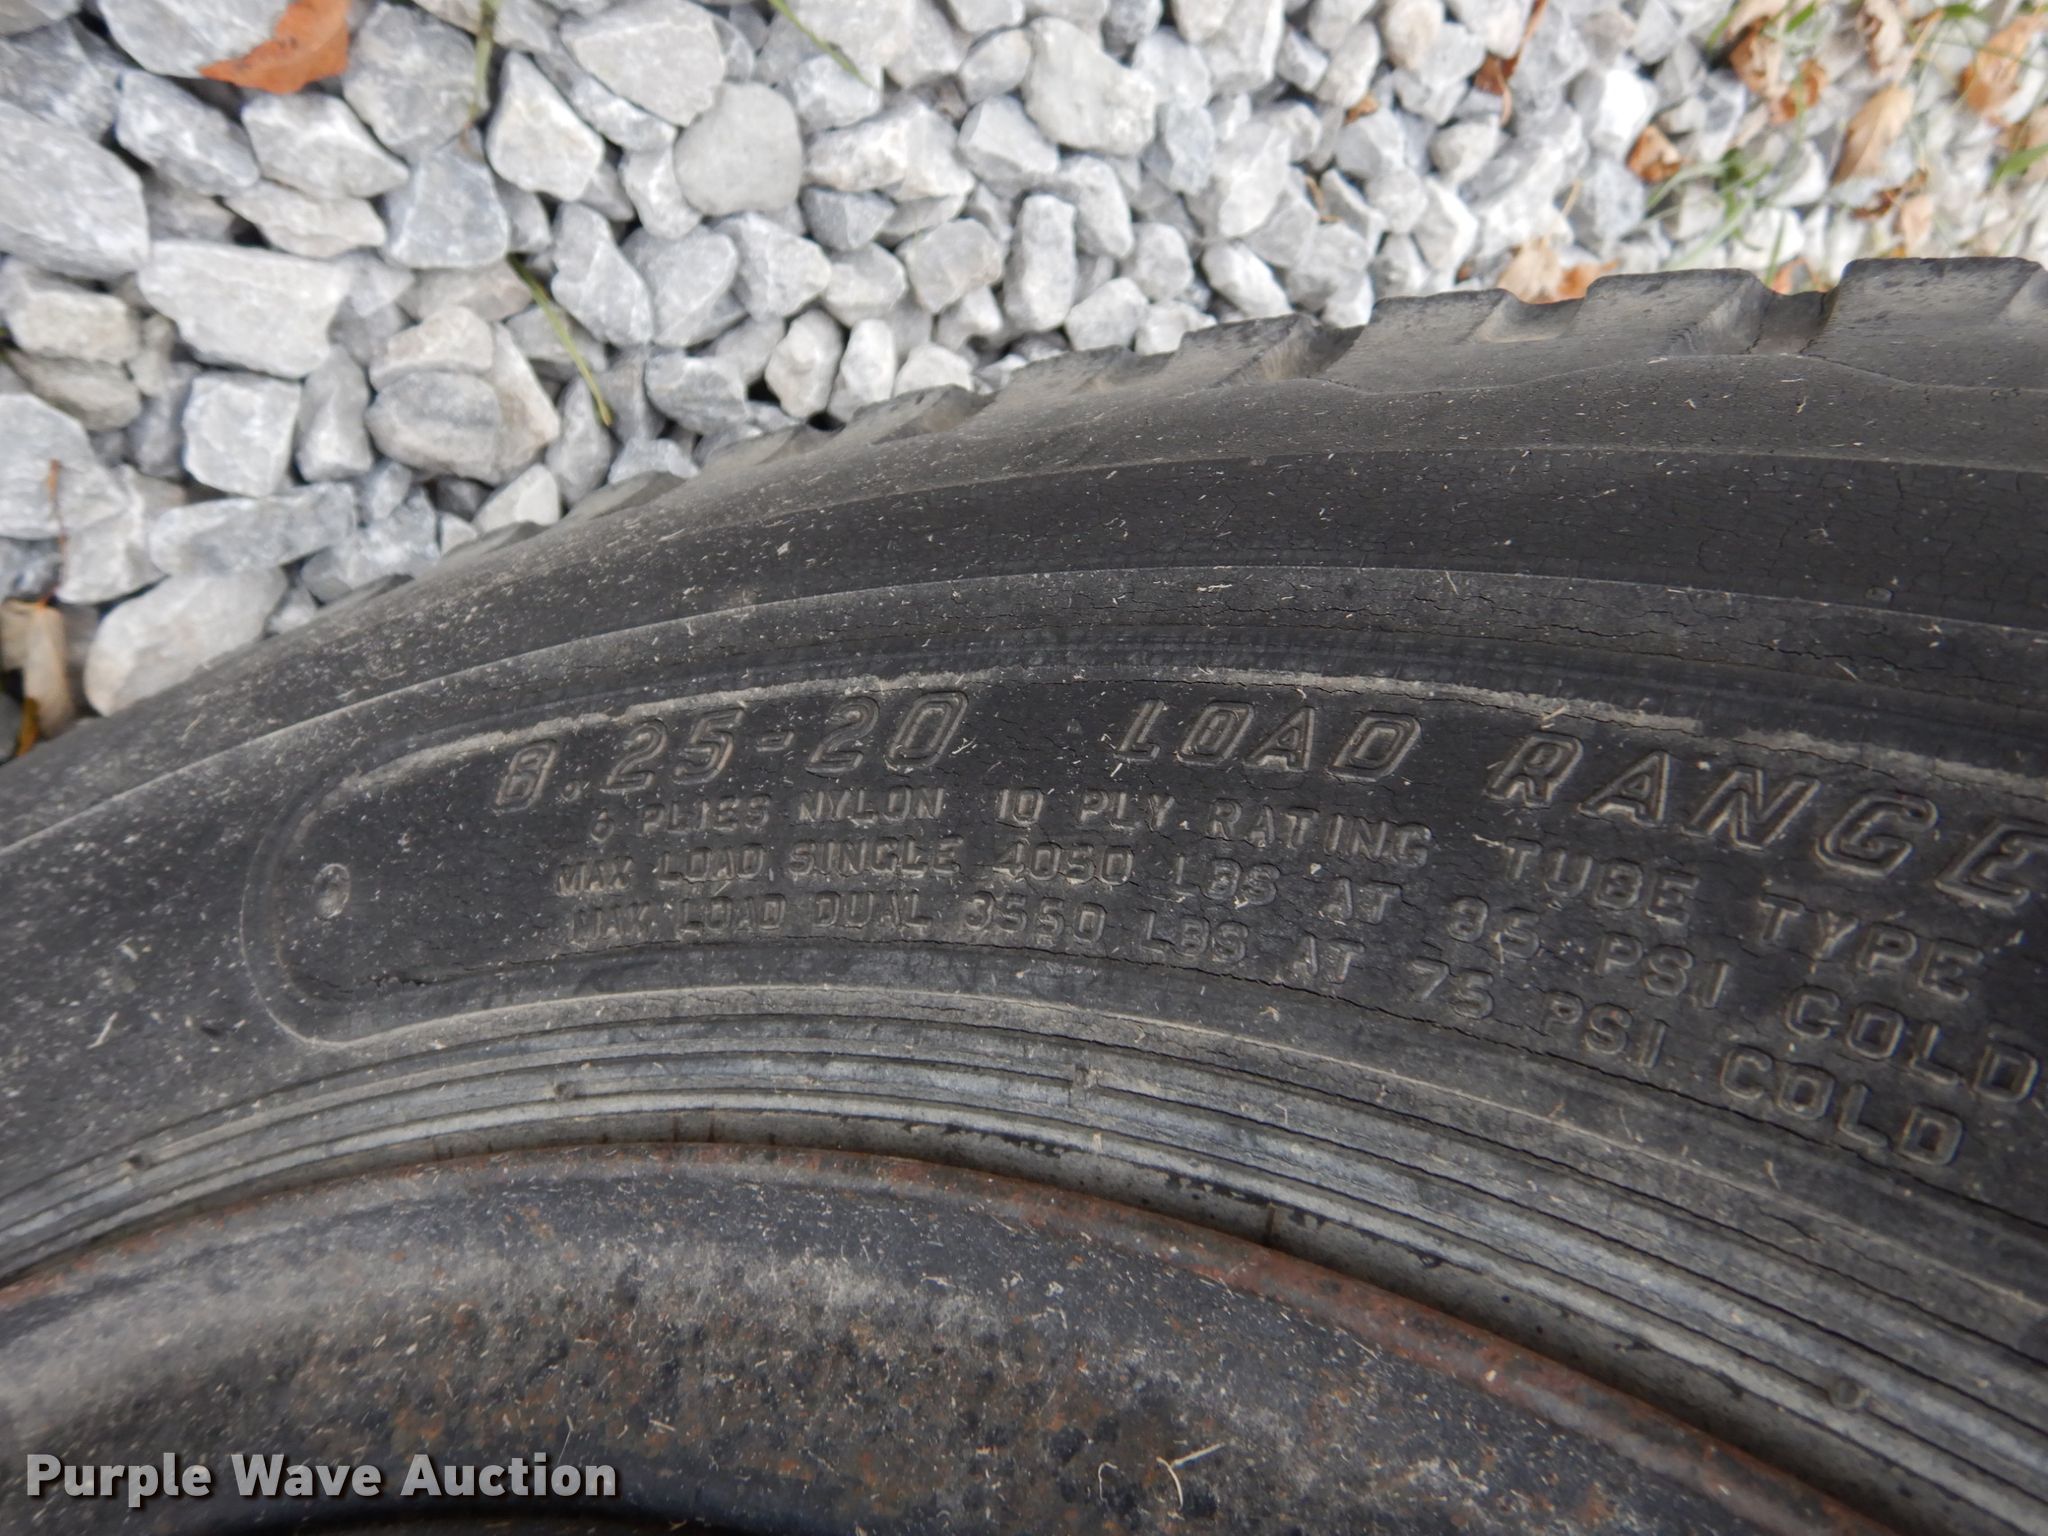 8.25-20 LOAD RANGE
6 PLIES NYLON 10 PLY RATING TUBE TYPE
MAX LOAD SINGLE 4050 LBS AT 85 PSI COLD
MAX LOAD DUAL 3550 LBS AT 75 PSI COLD
Purple Wave Auction